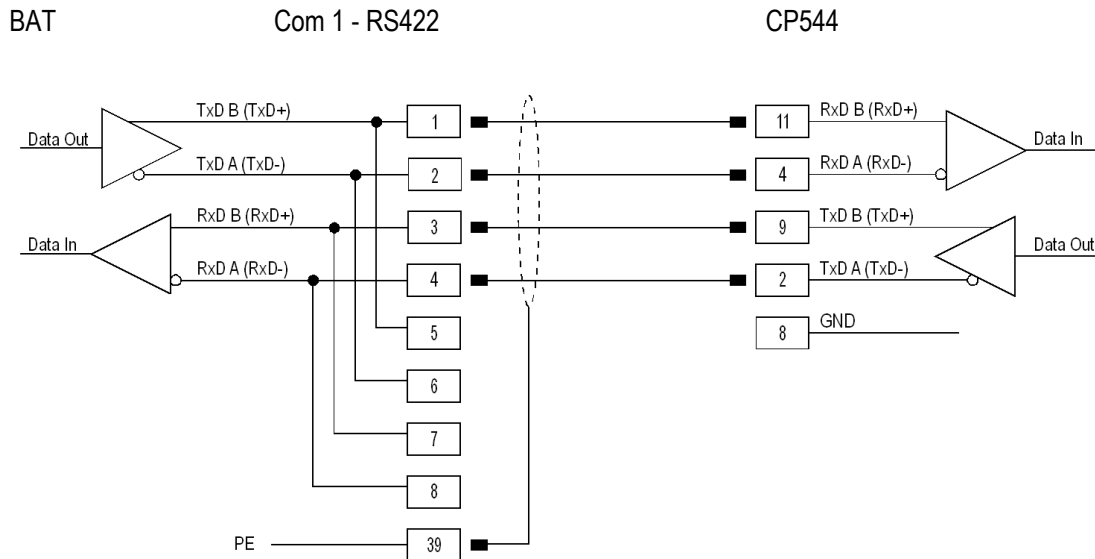 BAT Com 1 - RS422 CP544
TxD B (TxD+) 1 11 RxD B (RxD+)
Data Out Data In
TxD A (TxD-) 2 4 RxD A (RxD-)
RxD B (RxD+) 3 9 TxD B (TxD+)
Data In Data Out
RxD A (RxD-) 4 2 TxD A (TxD-)
5 8 GND
6
7
8
PE 39